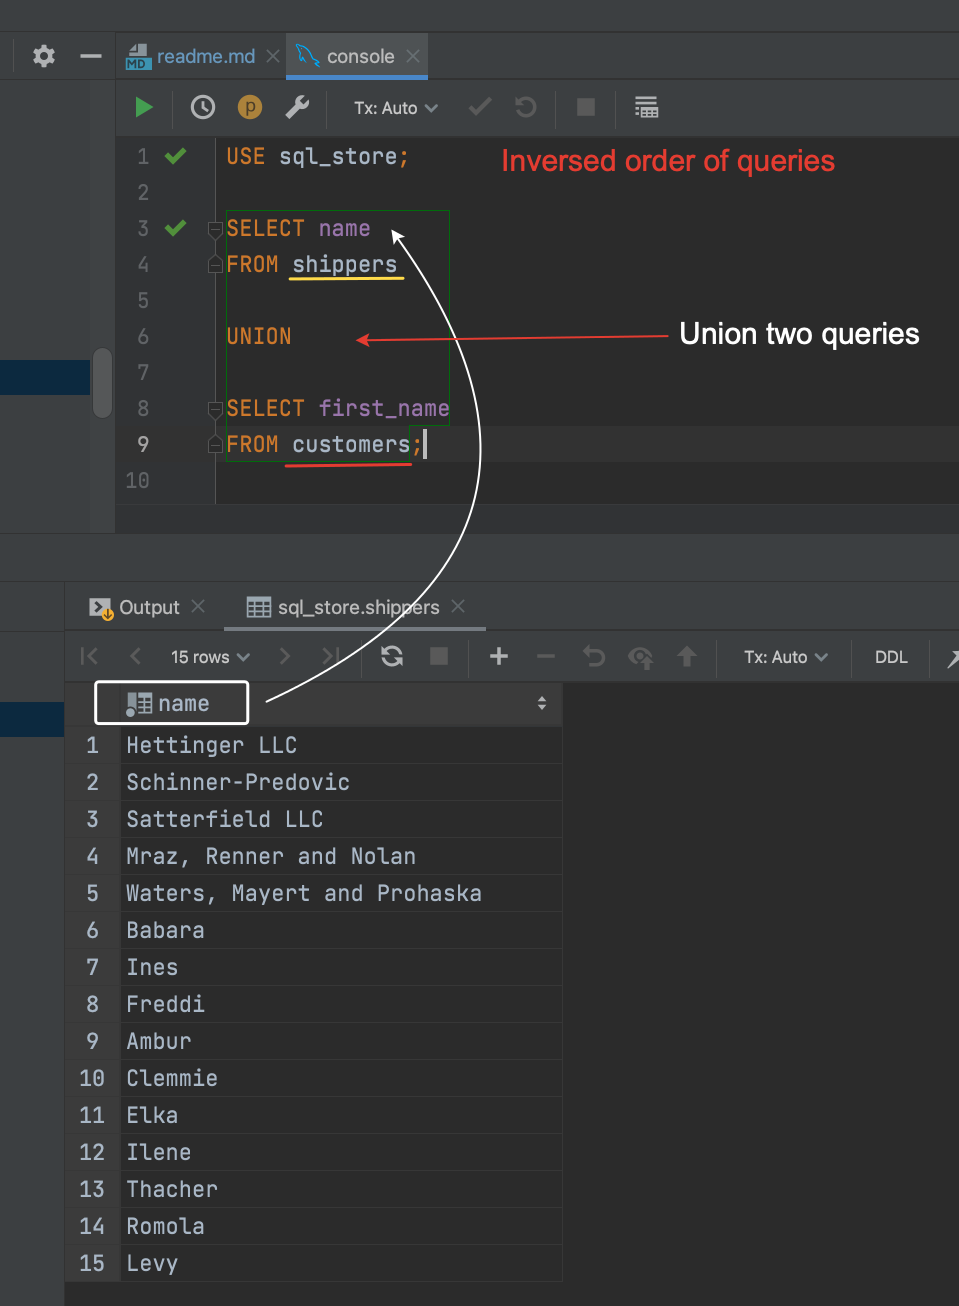 readme.md
console
Tx: Auto
1 USE sql_store;
Inversed order of queries
2
3 SELECT name
4 FROM shippers
5
6 UNION
Union two queries
7
8 SELECT first_name
9 FROM customers;
10
Output
sql_store.shippers
15 rows
Tx: Auto
DDL
name
1 Hettinger LLC
2 Schinner-Predovic
3 Satterfield LLC
4 Mraz, Renner and Nolan
5 Waters, Mayert and Prohaska
6 Babara
7 Ines
8 Freddi
9 Ambur
10 Clemmie
11 Elka
12 Ilene
13 Thacher
14 Romola
15 Levy